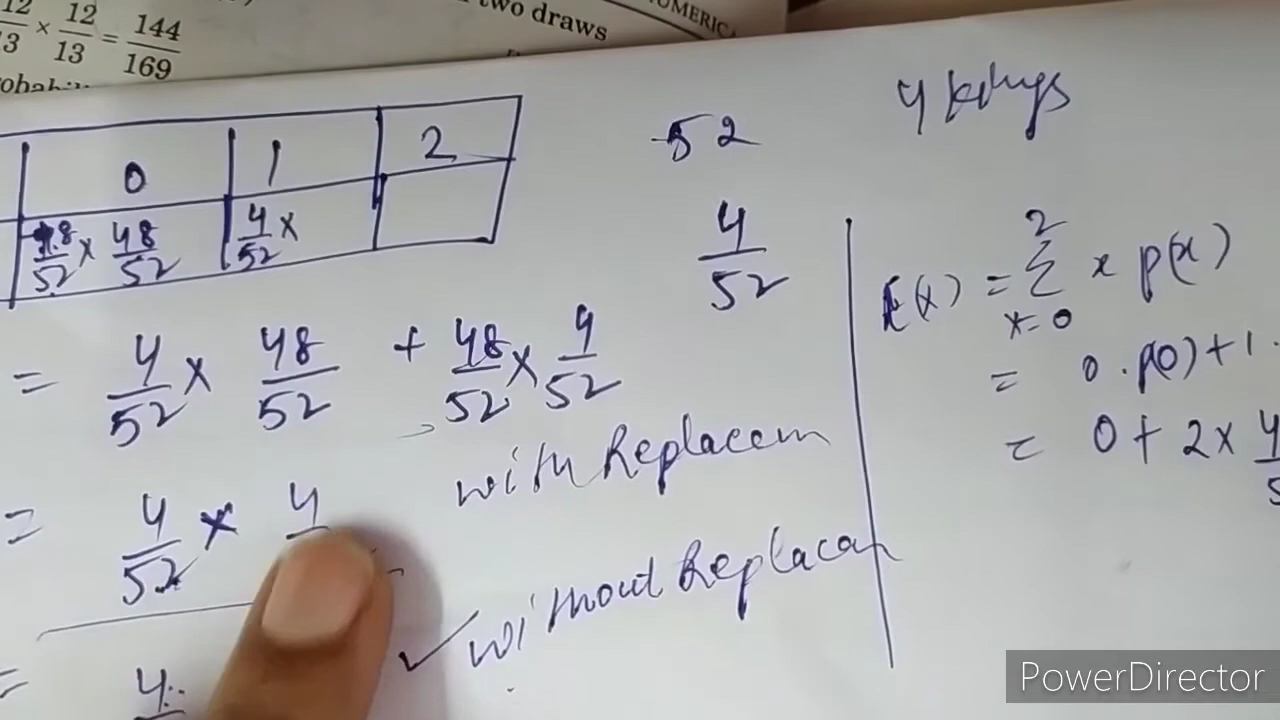 12/13 × 12/13 = 144/169
two draws
NUMERIC
4 kings
52
0 1 2
48/52 × 48/52 4/52 ×
4/52
E(x) = 2 Σ x=0 x p(x)
= 4/52 × 48/52 + 48/52 × 4/52
= 0 . p(0) + 1 .
with Replacem
= 0 + 2 × 4/5
= 4/52 × 4
✓ without Replacem
= 4
PowerDirector